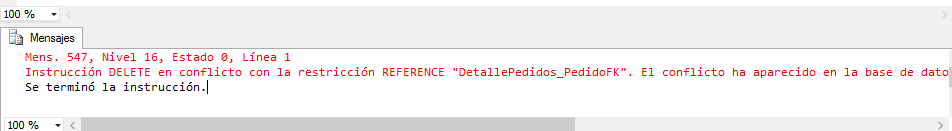 100 %
Mensajes
Mens. 547, Nivel 16, Estado 0, Línea 1
Instrucción DELETE en conflicto con la restricción REFERENCE "DetallePedidos_PedidoFK". El conflicto ha aparecido en la base de dato
Se terminó la instrucción.
100 %